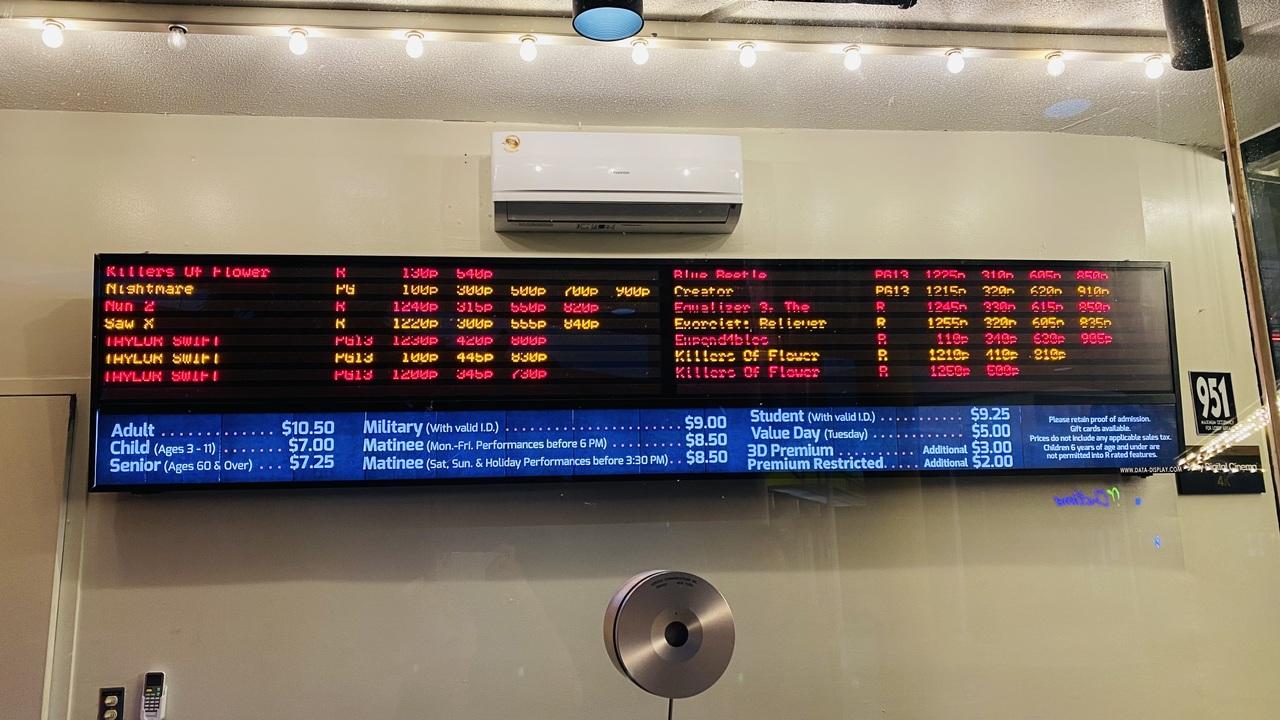 Killers Of Flower R 130p 540p
Nightmare PG 100p 300p 500p 700p 900p
Nun 2 R 1240p 315p 550p 820p
Saw X R 1220p 300p 555p 840p
TAYLOR SWIFT PG13 1230p 420p 800p
TAYLOR SWIFT PG13 100p 445p 830p
TAYLOR SWIFT PG13 1200p 345p 730p
Blue Beetle PG13 1225p 310p 605p 850p
Creator PG13 1215p 320p 620p 910p
Equalizer 3, The R 1245p 330p 615p 850p
Exorcist: Believer R 1255p 320p 605p 835p
Expend4bles R 110p 340p 630p 905p
Killers Of Flower R 1210p 410p 810p
Killers Of Flower R 1250p 500p
Adult $10.50
Child (Ages 3 - 11) $7.00
Senior (Ages 60 & Over) $7.25
Military (With valid I.D.) $9.00
Matinee (Mon.-Fri. Performances before 6 PM) $8.50
Matinee (Sat, Sun. & Holiday Performances before 3:30 PM) $8.50
Student (With valid I.D.) $9.25
Value Day (Tuesday) $5.00
3D Premium Additional $3.00
Premium Restricted Additional $2.00
Please retain proof of admission.
Gift cards available.
Prices do not include any applicable sales tax.
Children 6 years of age and under are
not permitted into R rated features.
WWW.DATA-DISPLAY.COM
951
Digital Cinema
4K